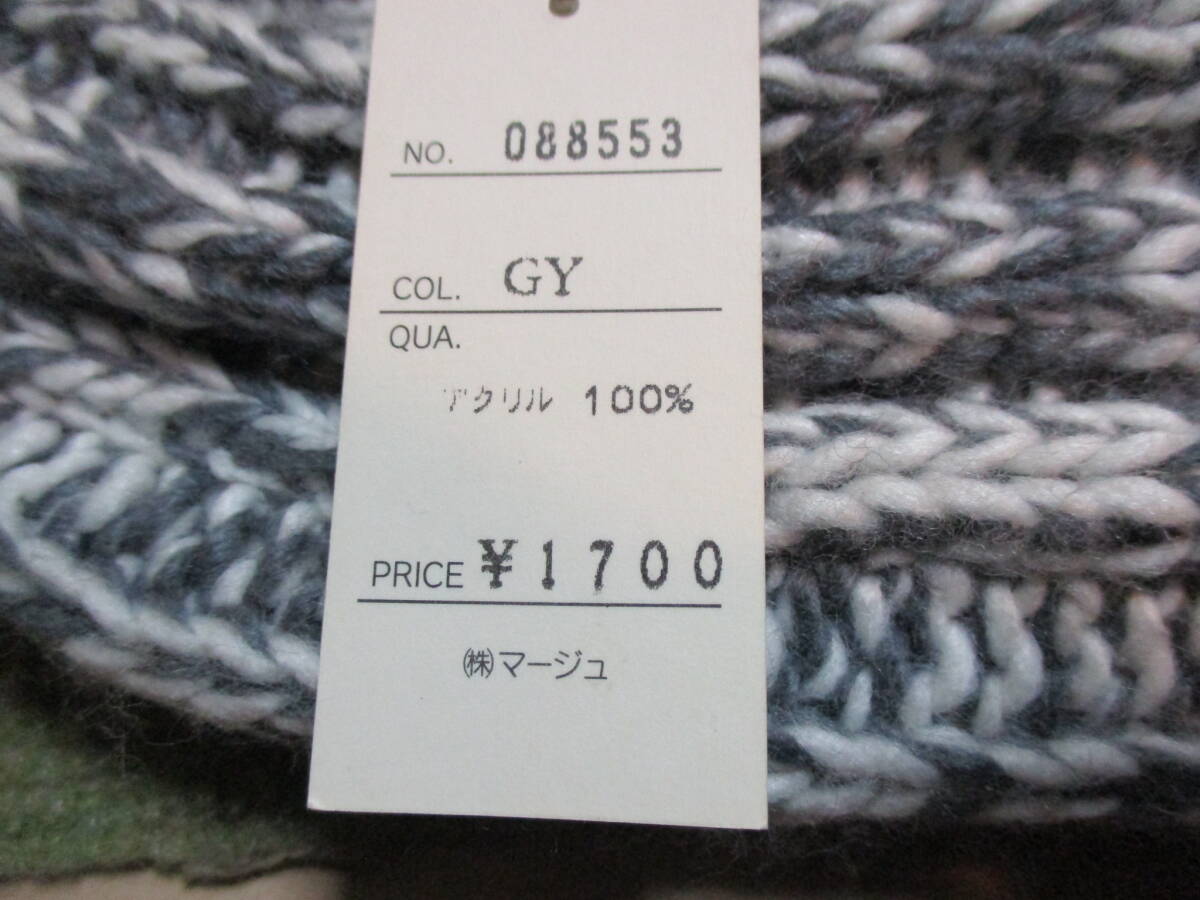 NO. 088553
COL. GY
QUA.
アクリル 100%
PRICE ¥1700
㈱マージュ